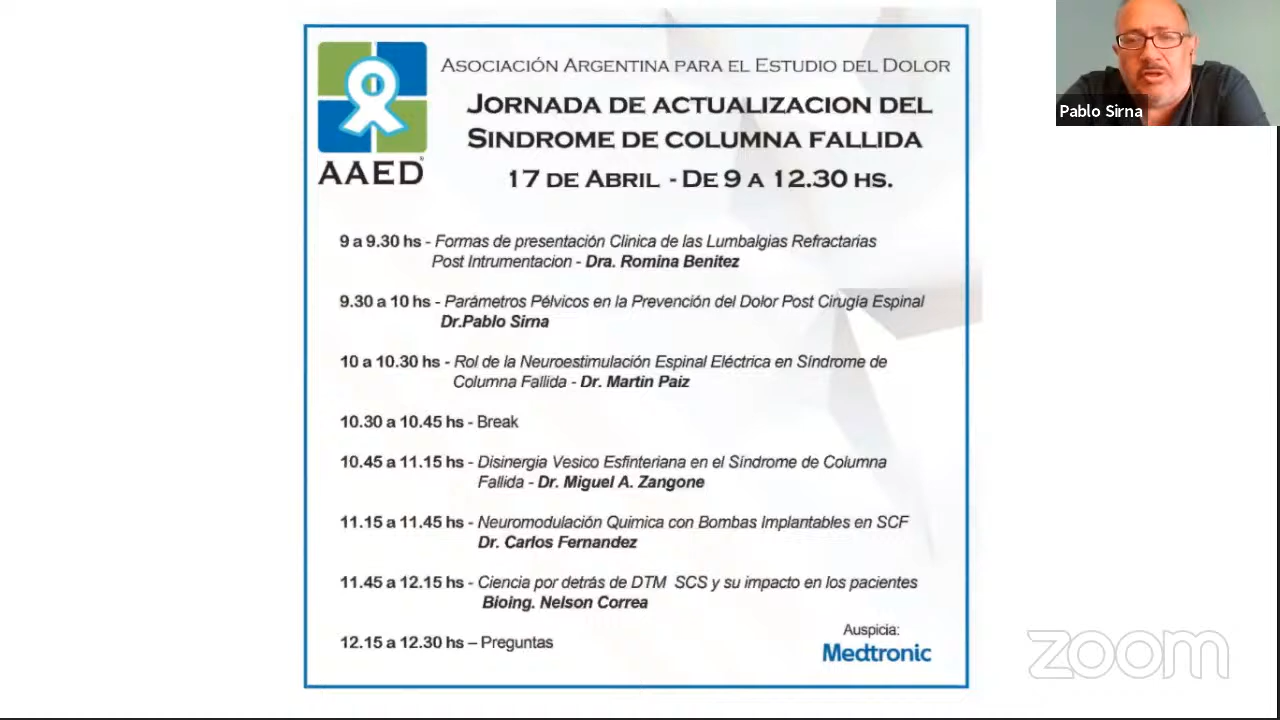 ASOCIACIÓN ARGENTINA PARA EL ESTUDIO DEL DOLOR
JORNADA DE ACTUALIZACION DEL
SINDROME DE COLUMNA FALLIDA
17 DE ABRIL - DE 9 A 12.30 HS.
AAED
9 a 9.30 hs - Formas de presentación Clinica de las Lumbalgias Refractarias
Post Intrumentacion - Dra. Romina Benitez
9.30 a 10 hs - Parámetros Pélvicos en la Prevención del Dolor Post Cirugía Espinal
Dr.Pablo Sirna
10 a 10.30 hs - Rol de la Neuroestimulación Espinal Eléctrica en Síndrome de
Columna Fallida - Dr. Martin Paiz
10.30 a 10.45 hs - Break
10.45 a 11.15 hs - Disinergia Vesico Esfinteriana en el Síndrome de Columna
Fallida - Dr. Miguel A. Zangone
11.15 a 11.45 hs - Neuromodulación Quimica con Bombas Implantables en SCF
Dr. Carlos Fernandez
11.45 a 12.15 hs - Ciencia por detrás de DTM SCS y su impacto en los pacientes
Bioing. Nelson Correa
12.15 a 12.30 hs – Preguntas
Auspicia:
Medtronic
Pablo Sirna
zoom